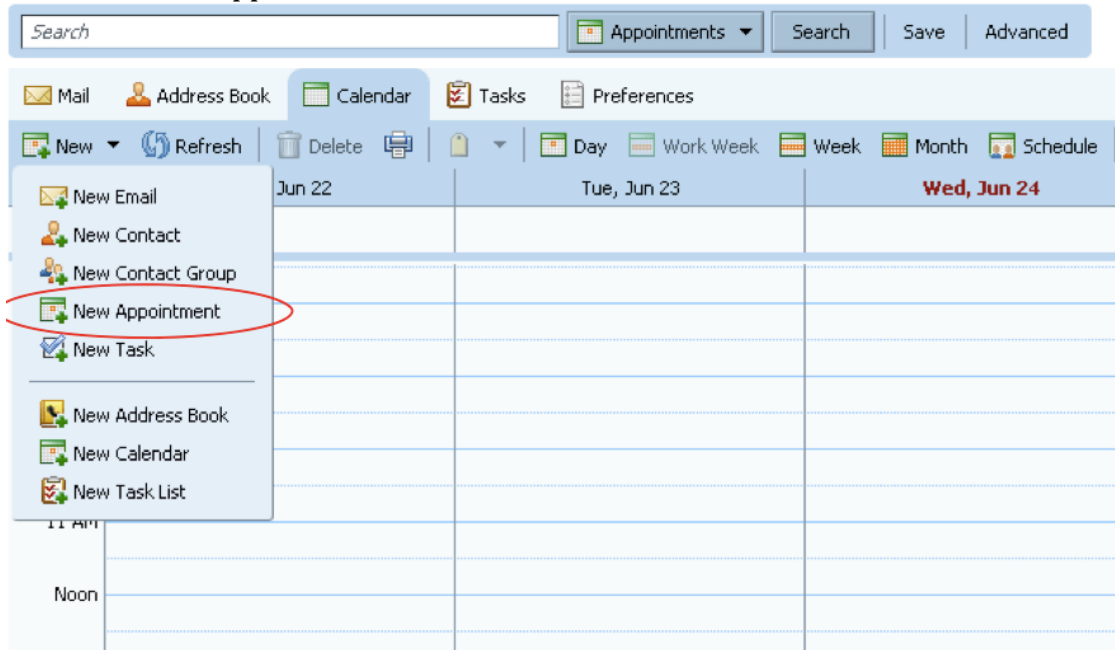 Search Appointments Search Save Advanced
Mail Address Book Calendar Tasks Preferences
New Refresh Delete Day Work Week Week Month Schedule
Jun 22 Tue, Jun 23 Wed, Jun 24
New Email
New Contact
New Contact Group
New Appointment
New Task
New Address Book
New Calendar
New Task List
11 AM
Noon